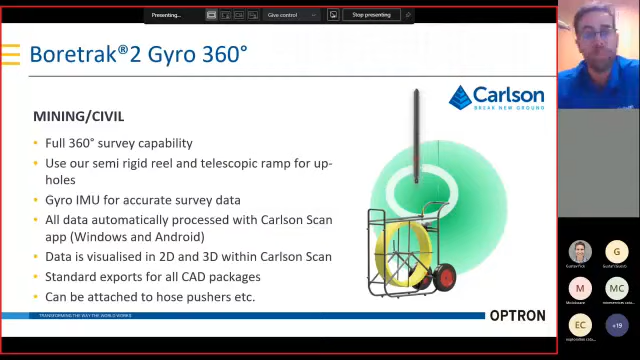 Presenting...
Give control
Stop presenting
Boretrak®2 Gyro 360°
Carlson
BREAK NEW GROUND
MINING/CIVIL
• Full 360° survey capability
• Use our semi rigid reel and telescopic ramp for up-
holes
• Gyro IMU for accurate survey data
• All data automatically processed with Carlson Scan
app (Windows and Android)
• Data is visualised in 2D and 3D within Carlson Scan
• Standard exports for all CAD packages
• Can be attached to hose pushers etc.
TRANSFORMING THE WAY THE WORLD WORKS
OPTRON
G
M
MC
EC
+19